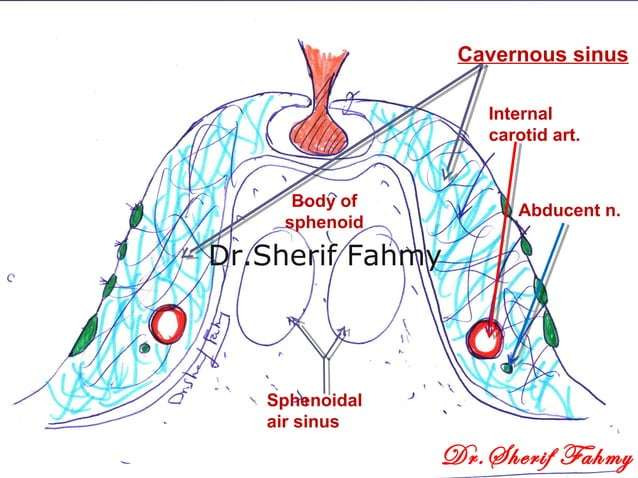 Cavernous sinus
Internal
carotid art.
Abducent n.
Body of
sphenoid
Dr.Sherif Fahmy
Sphenoidal
air sinus
Dr. Sherif Fahmy